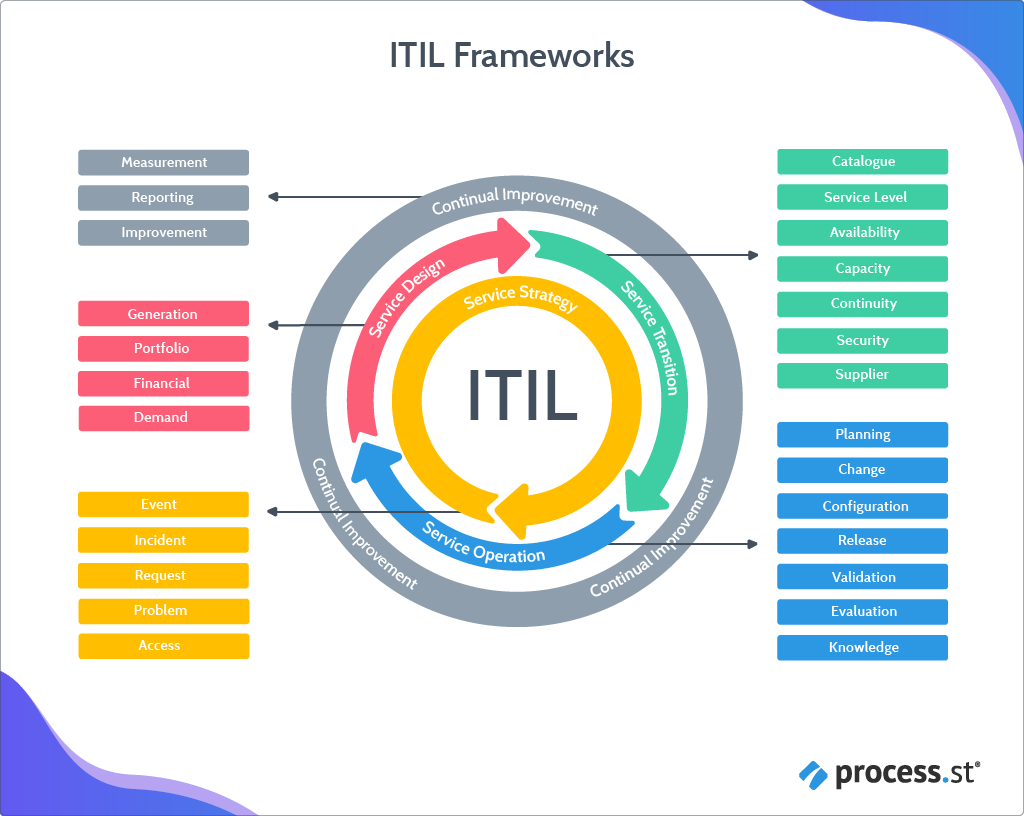 ITIL Frameworks
Measurement
Reporting
Improvement
Generation
Portfolio
Financial
Demand
Event
Incident
Request
Problem
Access
Continual Improvement
Service Design
Service Strategy
Service Transition
ITIL
Service Operation
Continual Improvement
Continual Improvement
Catalogue
Service Level
Availability
Capacity
Continuity
Security
Supplier
Planning
Change
Configuration
Release
Validation
Evaluation
Knowledge
process.st®